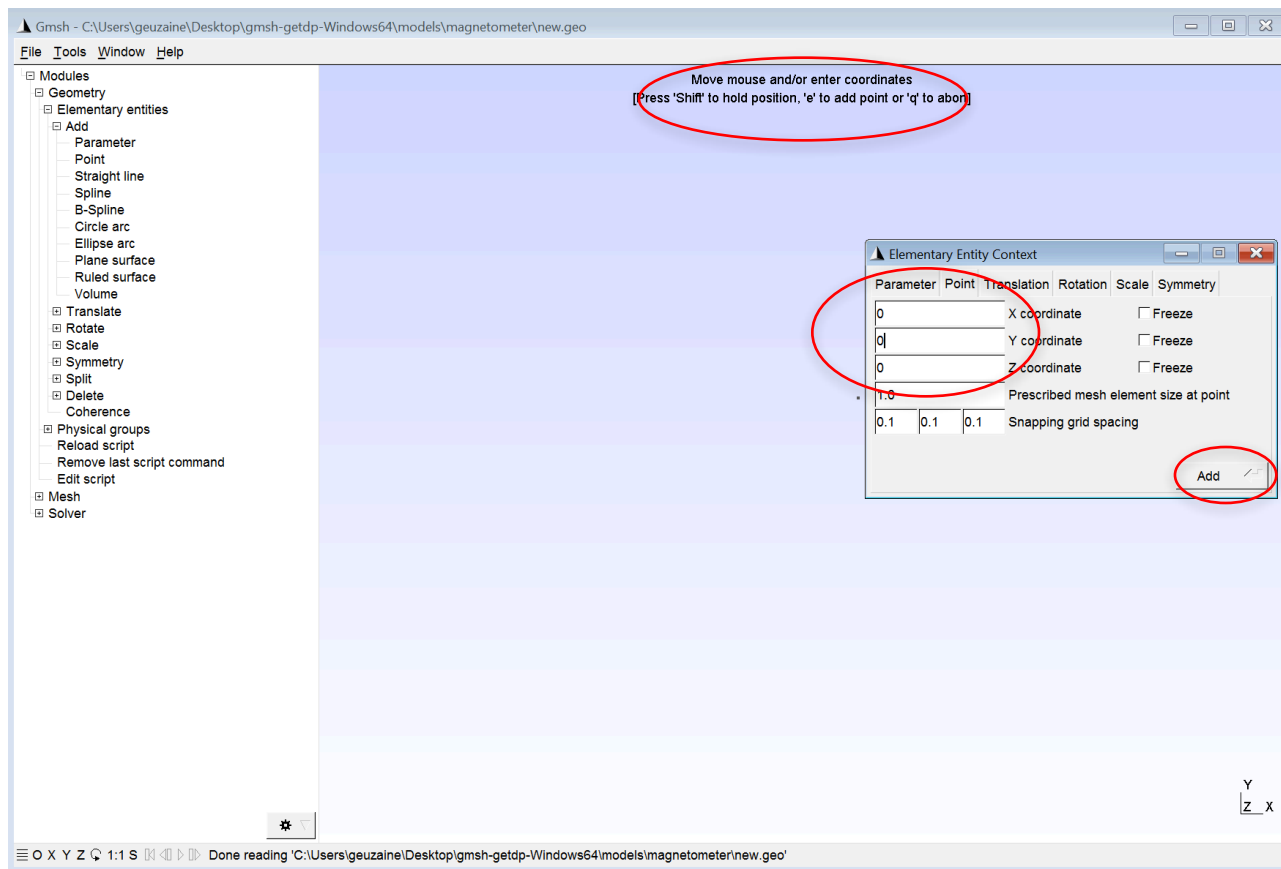 Gmsh - C:\Users\geuzaine\Desktop\gmsh-getdp-Windows64\models\magnetometer\new.geo
File Tools Window Help
Modules
Geometry
Elementary entities
Add
Parameter
Point
Straight line
Spline
B-Spline
Circle arc
Ellipse arc
Plane surface
Ruled surface
Volume
Translate
Rotate
Scale
Symmetry
Split
Delete
Coherence
Physical groups
Reload script
Remove last script command
Edit script
Mesh
Solver
Move mouse and/or enter coordinates
[Press 'Shift' to hold position, 'e' to add point or 'q' to abort]
Elementary Entity Context
Parameter Point Translation Rotation Scale Symmetry
0 X coordinate Freeze
0 Y coordinate Freeze
0 Z coordinate Freeze
1.0 Prescribed mesh element size at point
0.1 0.1 0.1 Snapping grid spacing
Add
Y
Z X
O X Y Z 1:1 S Done reading 'C:\Users\geuzaine\Desktop\gmsh-getdp-Windows64\models\magnetometer\new.geo'